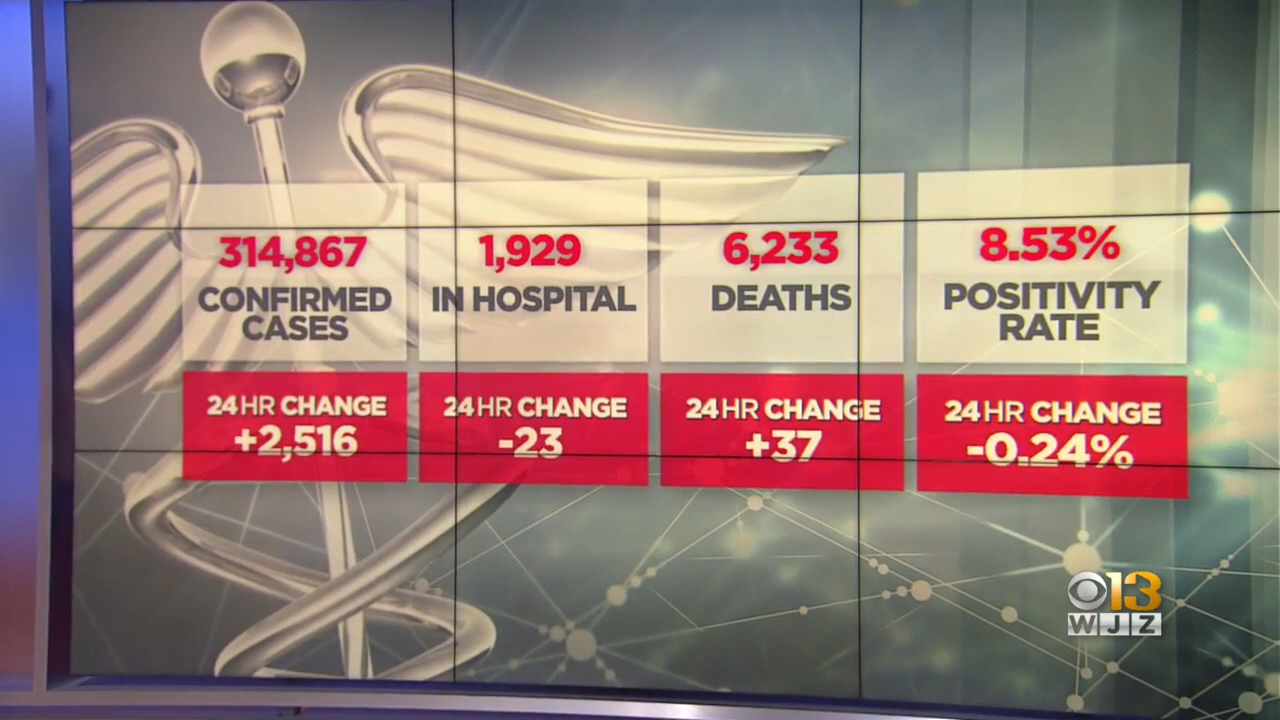 314,867
CONFIRMED
CASES
24 HR CHANGE
+2,516
1,929
IN HOSPITAL
24 HR CHANGE
-23
6,233
DEATHS
24 HR CHANGE
+37
8.53%
POSITIVITY
RATE
24 HR CHANGE
-0.24%
13
WJZ